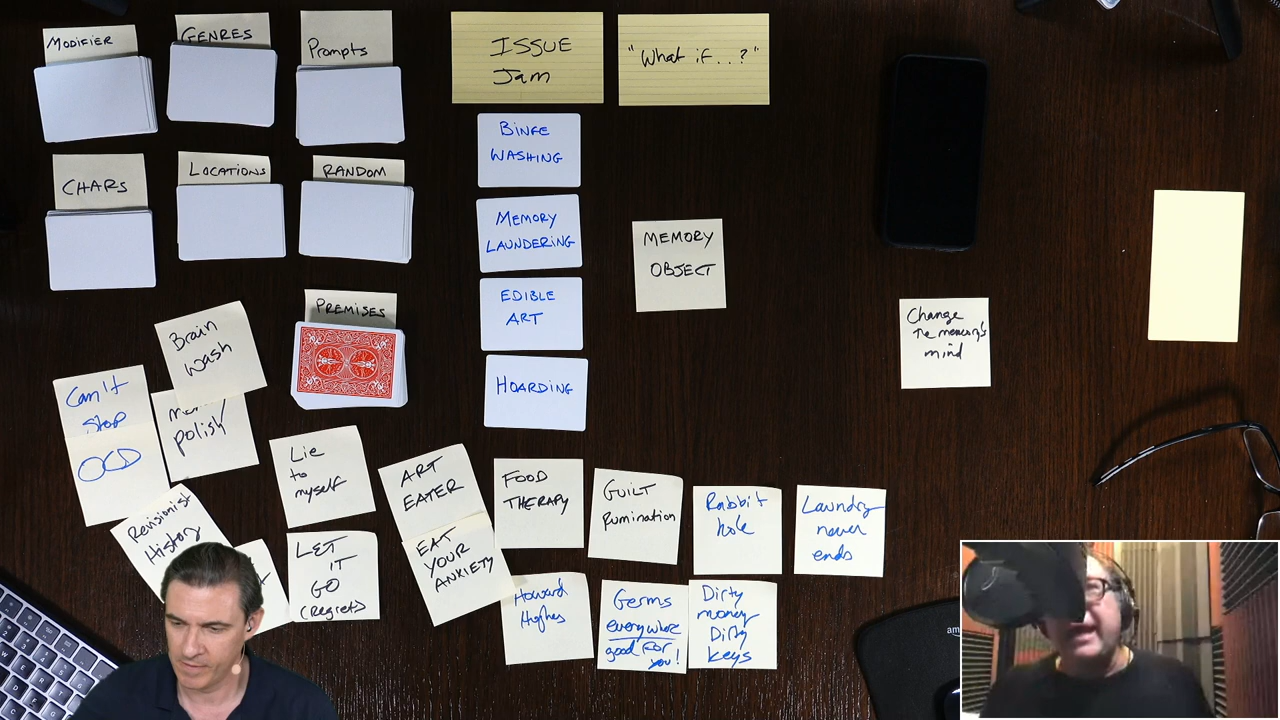 MODIFIER
GENRES
Prompts
CHARS
LOCATIONS
RANDOM
PREMISES
ISSUE
Jam
"What if..?"
BINGE
WASHING
MEMORY
LAUNDERING
EDIBLE
ART
HOARDING
MEMORY
OBJECT
Change
The memory's
mind
Brain
wash
Can't
stop
OCD
polish
Revisionist
History
Lie
to
myself
LET
IT
GO
(regrets)
ART
EATER
EAT
YOUR
ANXIETY
FOOD
THERAPY
GUILT
Rumination
Rabbit
hole
Laundry
never
ends
Howard
Hughes
Germs
everywhere
good for
you!
Dirty
money
Dirty
keys